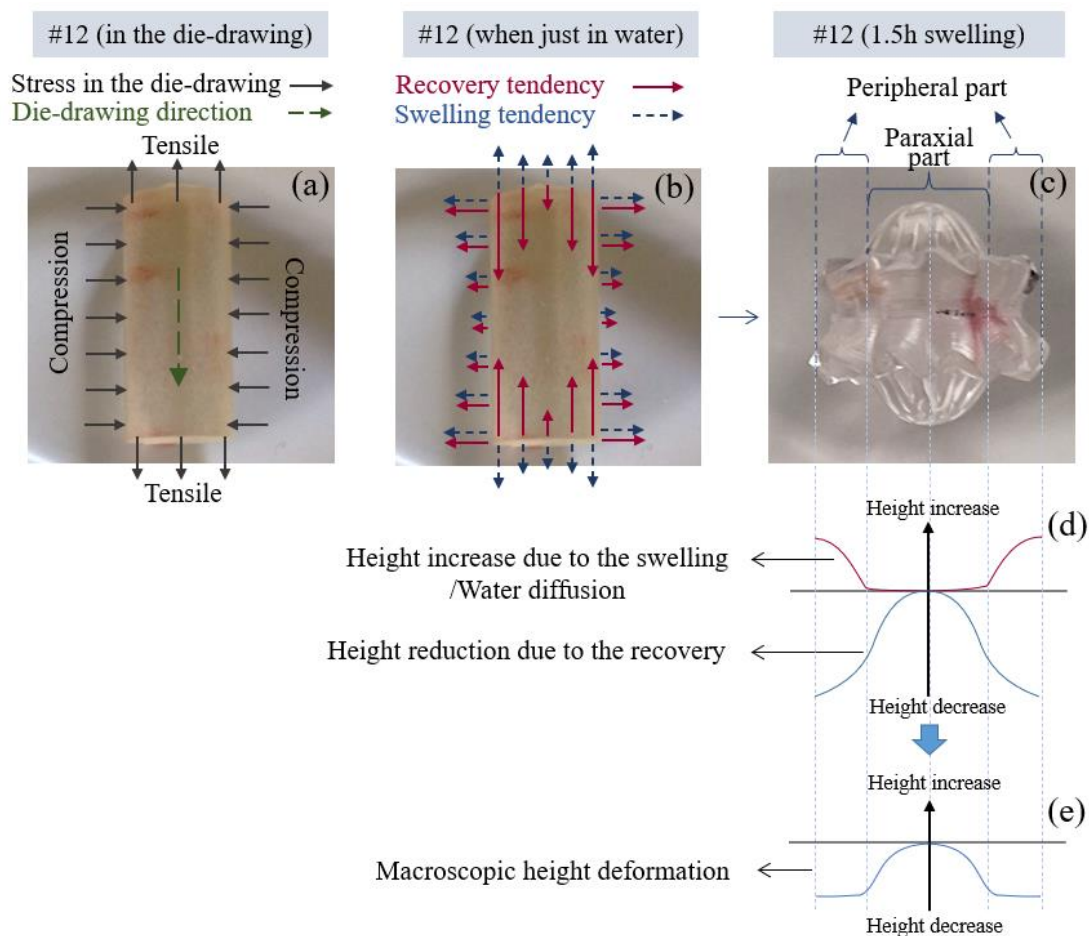 #12 (in the die-drawing)
#12 (when just in water)
#12 (1.5h swelling)
Stress in the die-drawing
Die-drawing direction
Tensile
(a)
Compression
Compression
Tensile
Recovery tendency
Swelling tendency
(b)
Peripheral part
Paraxial
part
(c)
Height increase
(d)
Height increase due to the swelling
/Water diffusion
Height reduction due to the recovery
Height decrease
Height increase
(e)
Macroscopic height deformation
Height decrease